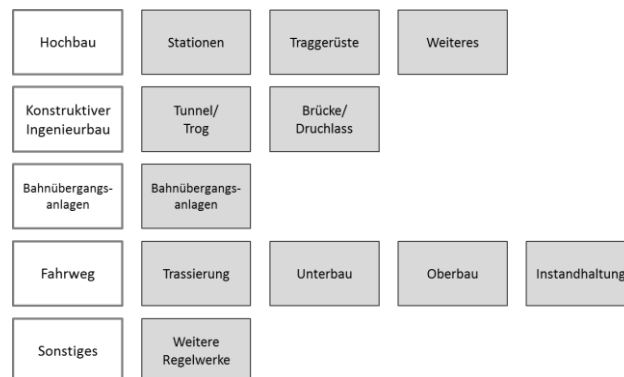 Hochbau
Stationen
Traggerüste
Weiteres
Konstruktiver
Ingenieurbau
Tunnel/
Trog
Brücke/
Druchlass
Bahnübergangs-
anlagen
Bahnübergangs-
anlagen
Fahrweg
Trassierung
Unterbau
Oberbau
Instandhaltung
Sonstiges
Weitere
Regelwerke